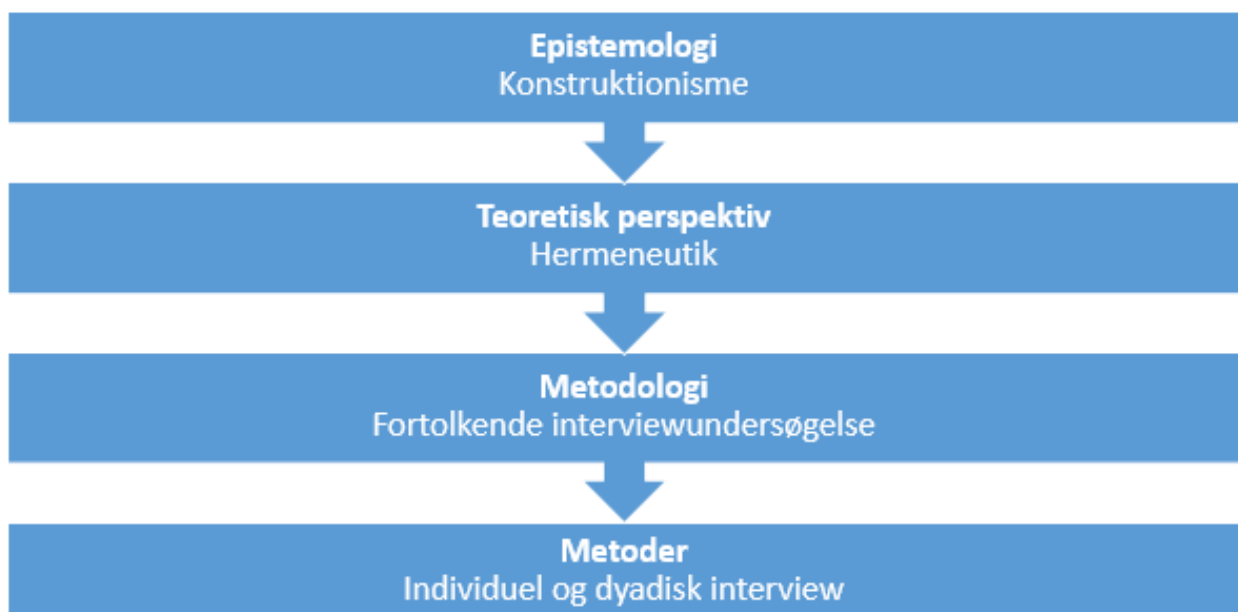 Epistemologi
Konstruktionisme
Teoretisk perspektiv
Hermeneutik
Metodologi
Fortolkende interviewundersøgelse
Metoder
Individuel og dyadisk interview